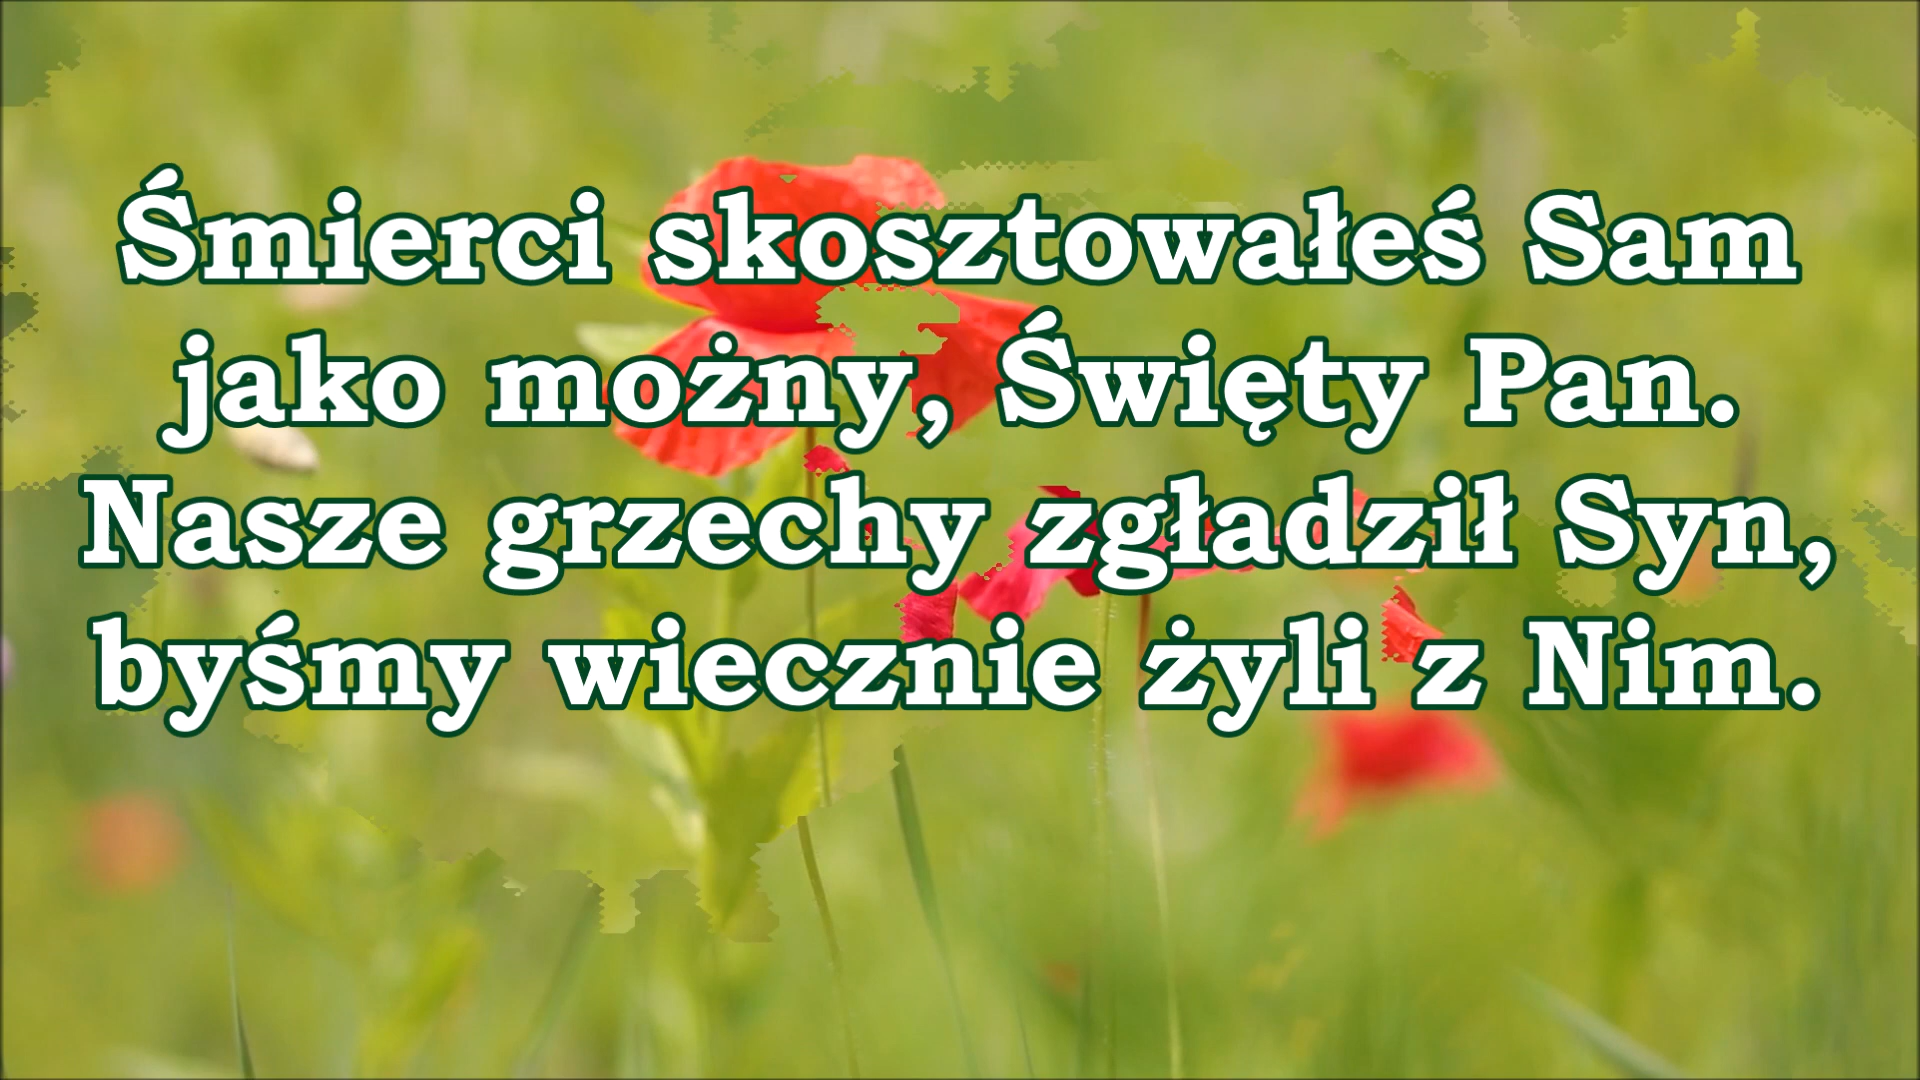 Śmierci skosztowałeś Sam
jako możny, Święty Pan.
Nasze grzechy zgładził Syn,
byśmy wiecznie żyli z Nim.